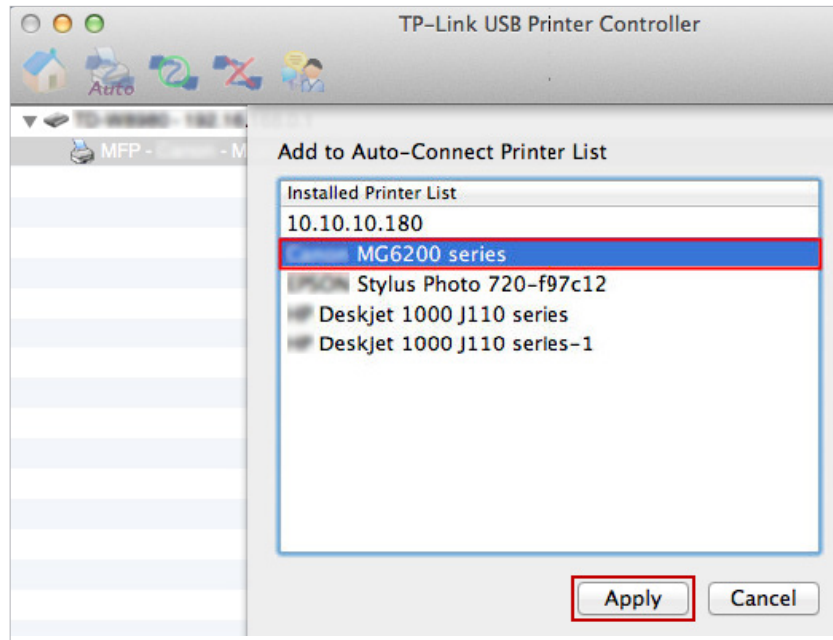 TP-Link USB Printer Controller
Auto
MFP - - M
Add to Auto-Connect Printer List
Installed Printer List
10.10.10.180
MG6200 series
Stylus Photo 720-f97c12
Deskjet 1000 J110 series
Deskjet 1000 J110 series-1
Apply
Cancel